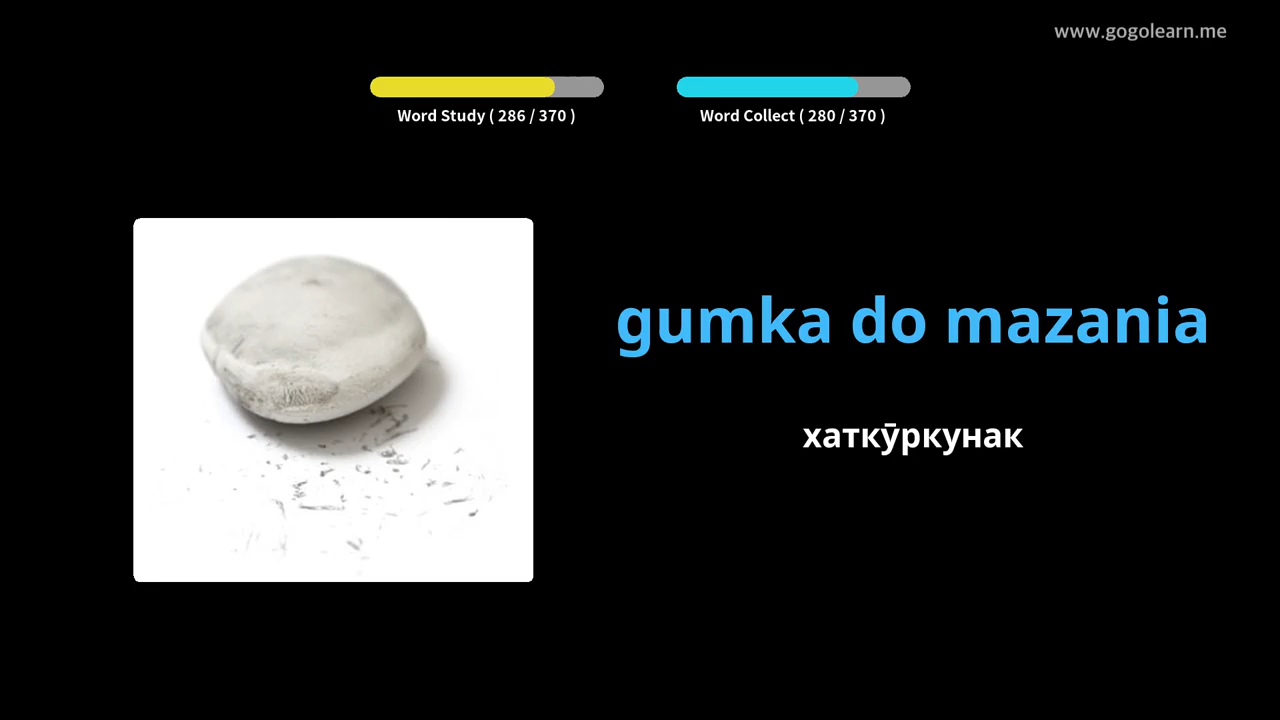 www.gogolearn.me
Word Study ( 286 / 370 )
Word Collect ( 280 / 370 )
gumka do mazania
хаткӯркунак